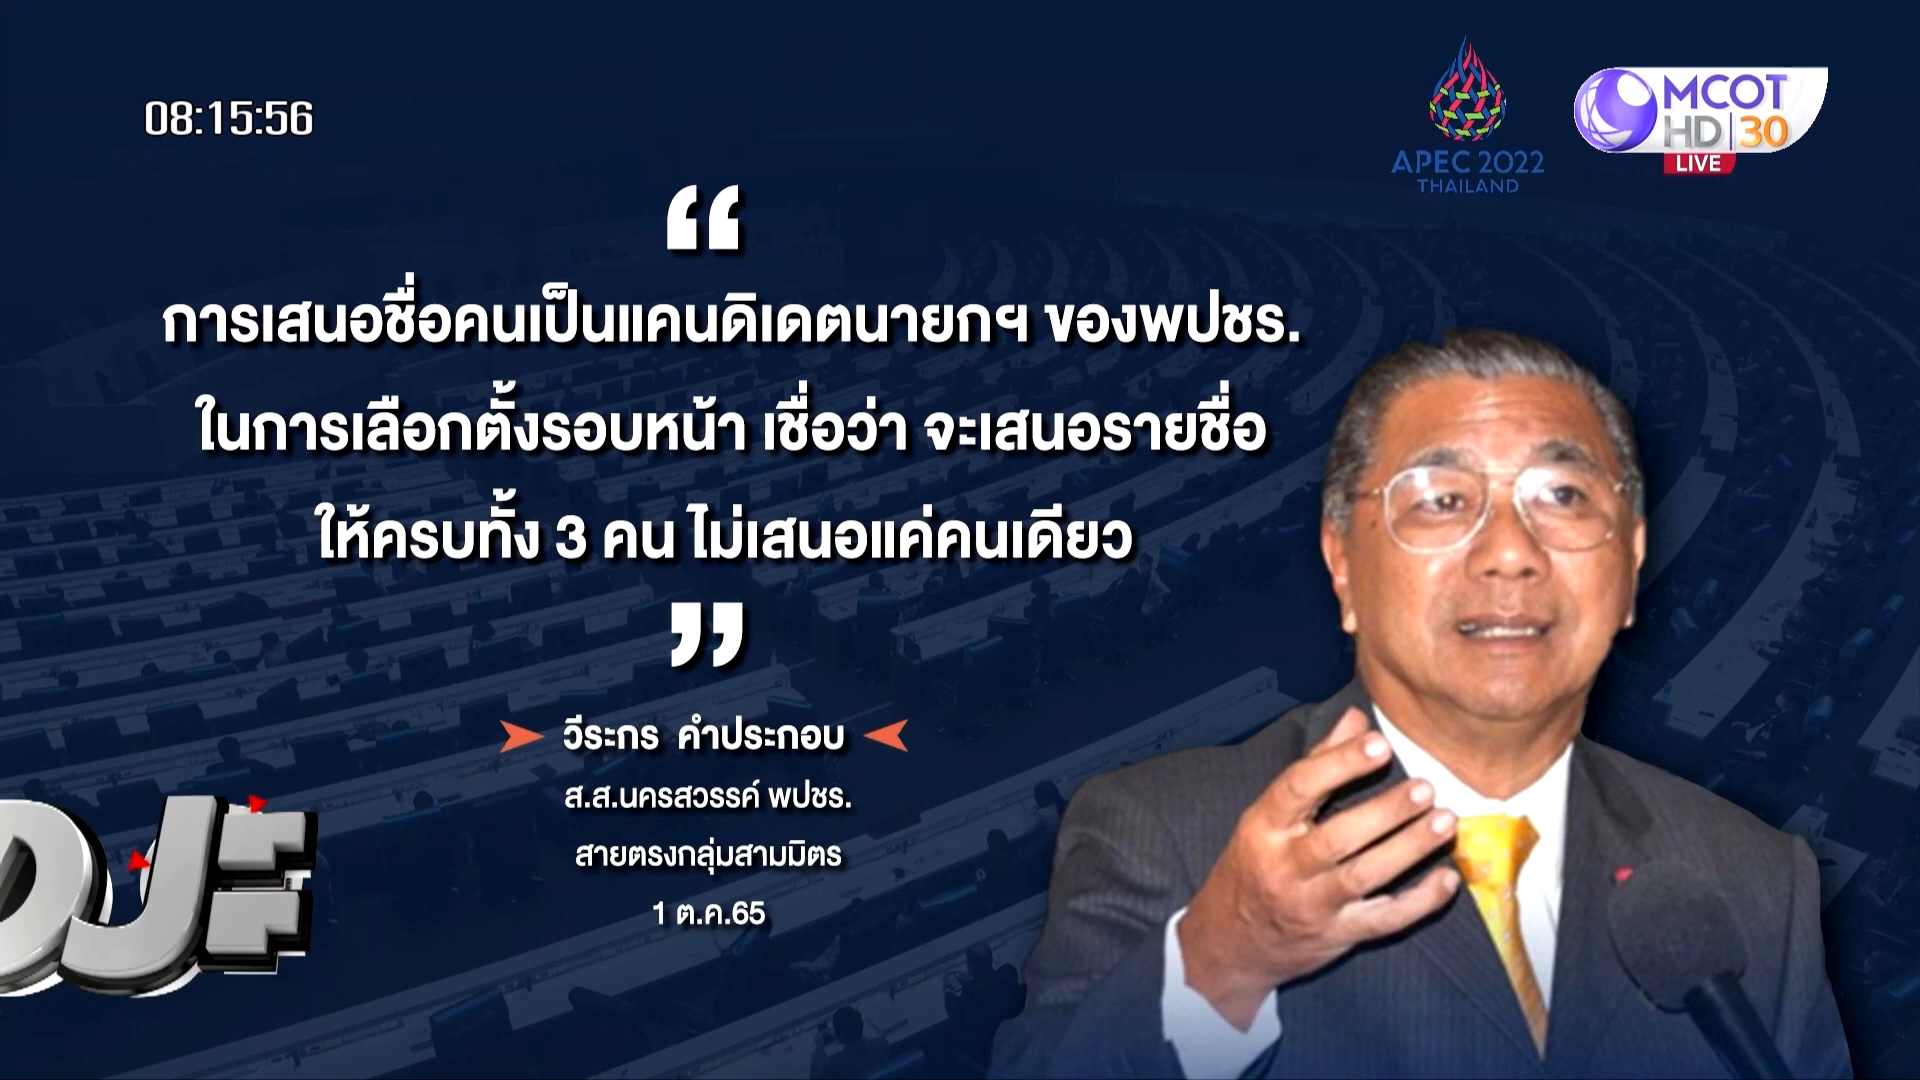 08:15:56
APEC 2022
THAILAND
MCOT
HD 30
LIVE
“
การเสนอชื่อคนเป็นแคนดิเดตนายกฯ ของพปชร.
ในการเลือกตั้งรอบหน้า เชื่อว่า จะเสนอรายชื่อ
ให้ครบทั้ง 3 คน ไม่เสนอแค่คนเดียว
”
วีระกร คำประกอบ
ส.ส.นครสวรรค์ พปชร.
สายตรงกลุ่มสามมิตร
1 ต.ค.65